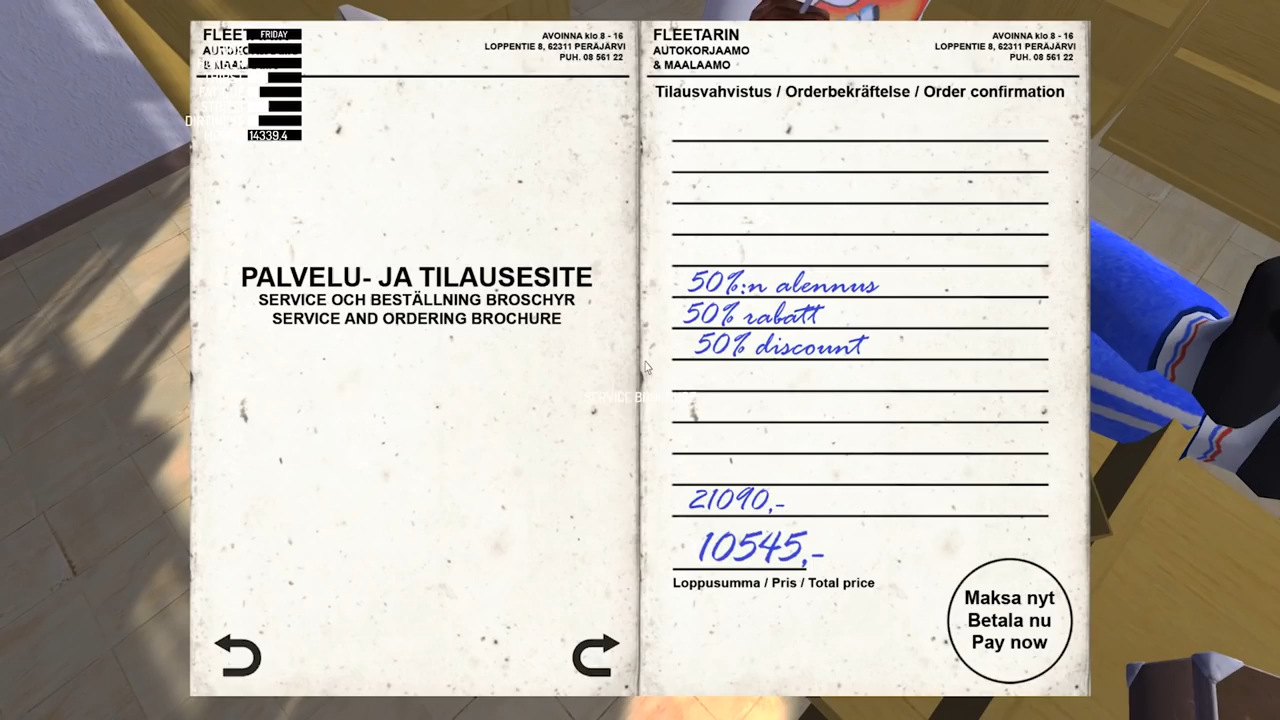 FLEET
FRIDAY
AVOINNA klo 8 - 16
LOPPENTIE 8, 62311 PERÄJÄRVI
PUH. 08 561 22
14339.4
PALVELU- JA TILAUSESITE
SERVICE OCH BESTÄLLNING BROSCHYR
SERVICE AND ORDERING BROCHURE
FLEETARIN
AUTOKORJAAMO
& MAALAAMO
AVOINNA klo 8 - 16
LOPPENTIE 8, 62311 PERÄJÄRVI
PUH. 08 561 22
Tilausvahvistus / Orderbekräftelse / Order confirmation
50%:n alennus
50% rabatt
50% discount
21090,-
10545,-
Loppusumma / Pris / Total price
Maksa nyt
Betala nu
Pay now